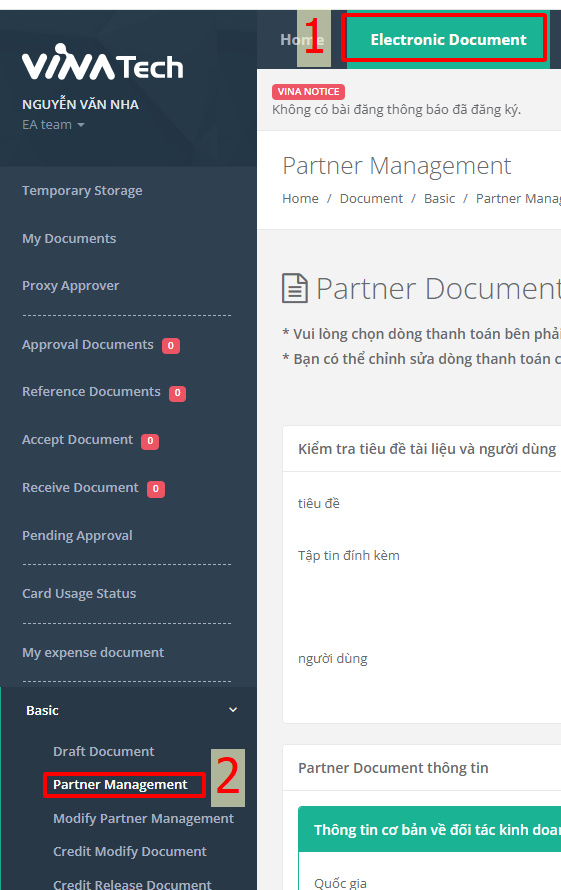 VINATech
NGUYỄN VĂN NHA
EA team
Temporary Storage
My Documents
Proxy Approver
Approval Documents 0
Reference Documents 0
Accept Document 0
Receive Document 0
Pending Approval
Card Usage Status
My expense document
Basic
Draft Document
Partner Management
2
Modify Partner Management
Credit Modify Document
Credit Release Document
Home
1
Electronic Document
VINA NOTICE
Không có bài đăng thông báo đã đăng ký.
Partner Management
Home / Document / Basic / Partner Manag
Partner Document
* Vui lòng chọn dòng thanh toán bên phải
* Bạn có thể chỉnh sửa dòng thanh toán c
Kiểm tra tiêu đề tài liệu và người dùng
tiêu đề
Tập tin đính kèm
người dùng
Partner Document thông tin
Thông tin cơ bản về đối tác kinh doan
Quốc gia